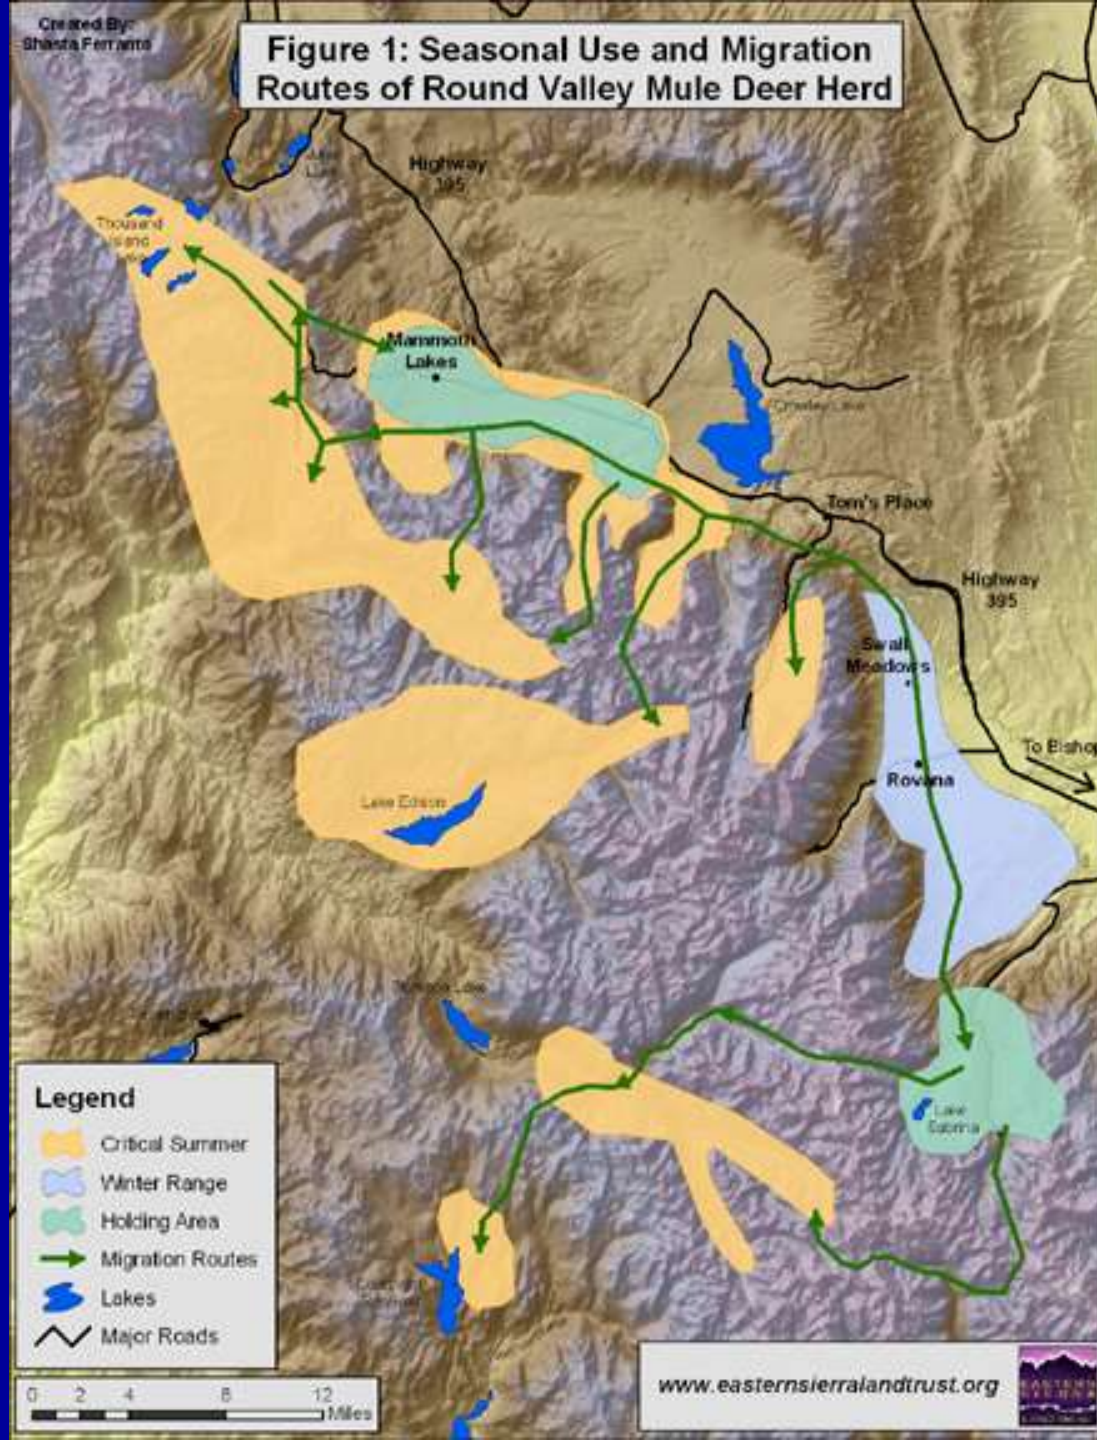 Created By:
Shasta Ferranto
Figure 1: Seasonal Use and Migration
Routes of Round Valley Mule Deer Herd
Highway
395
Thousand
Island
Mammoth
Lakes
Crowley Lake
Tom's Place
Highway
395
Swall
Meadows
To Bishop
Rovana
Lake Edison
Lake
Lake
Sabrina
Legend
Critical Summer
Winter Range
Holding Area
Migration Routes
Lakes
Major Roads
0 2 4 8 12
Miles
www.easternsierralandtrust.org
EASTERN
SIERRA